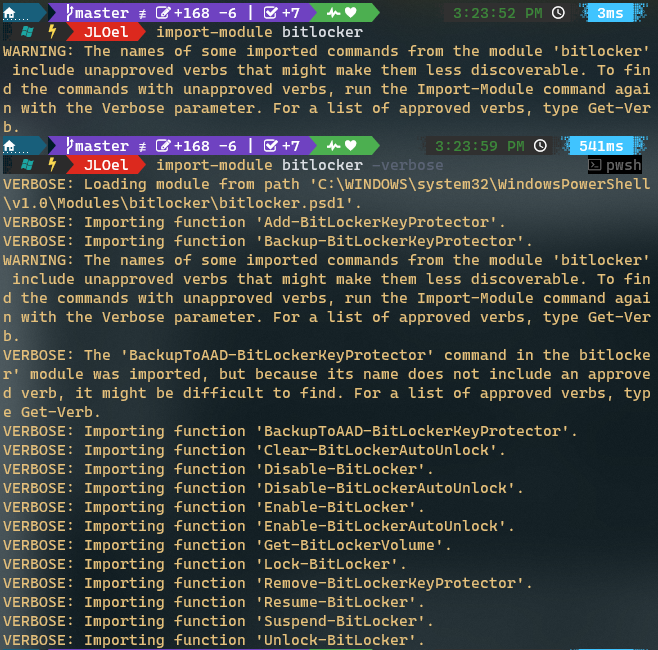 master ≢ +168 -6 | +7 3:23:52 PM 3ms
JLOel import-module bitlocker
WARNING: The names of some imported commands from the module 'bitlocker'
include unapproved verbs that might make them less discoverable. To fin
d the commands with unapproved verbs, run the Import-Module command agai
n with the Verbose parameter. For a list of approved verbs, type Get-Ver
b.
master ≢ +168 -6 | +7 3:23:59 PM 541ms
JLOel import-module bitlocker -verbose pwsh
VERBOSE: Loading module from path 'C:\WINDOWS\system32\WindowsPowerShell
\v1.0\Modules\bitlocker\bitlocker.psd1'.
VERBOSE: Importing function 'Add-BitLockerKeyProtector'.
VERBOSE: Importing function 'Backup-BitLockerKeyProtector'.
WARNING: The names of some imported commands from the module 'bitlocker'
include unapproved verbs that might make them less discoverable. To fin
d the commands with unapproved verbs, run the Import-Module command agai
n with the Verbose parameter. For a list of approved verbs, type Get-Ver
b.
VERBOSE: The 'BackupToAAD-BitLockerKeyProtector' command in the bitlocke
r' module was imported, but because its name does not include an approve
d verb, it might be difficult to find. For a list of approved verbs, typ
e Get-Verb.
VERBOSE: Importing function 'BackupToAAD-BitLockerKeyProtector'.
VERBOSE: Importing function 'Clear-BitLockerAutoUnlock'.
VERBOSE: Importing function 'Disable-BitLocker'.
VERBOSE: Importing function 'Disable-BitLockerAutoUnlock'.
VERBOSE: Importing function 'Enable-BitLocker'.
VERBOSE: Importing function 'Enable-BitLockerAutoUnlock'.
VERBOSE: Importing function 'Get-BitLockerVolume'.
VERBOSE: Importing function 'Lock-BitLocker'.
VERBOSE: Importing function 'Remove-BitLockerKeyProtector'.
VERBOSE: Importing function 'Resume-BitLocker'.
VERBOSE: Importing function 'Suspend-BitLocker'.
VERBOSE: Importing function 'Unlock-BitLocker'.